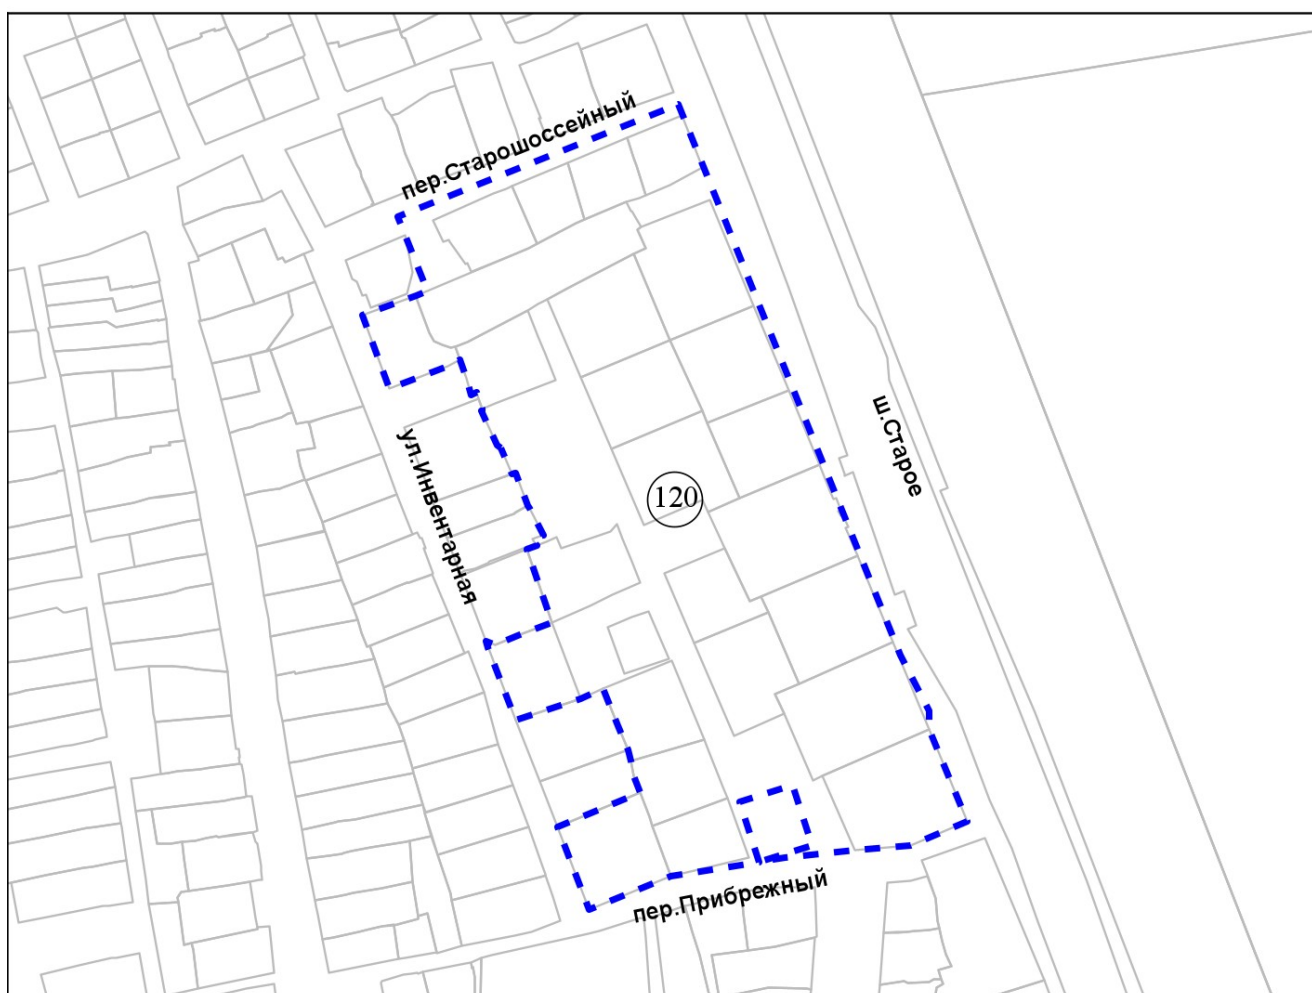 пер.Старошоссейный
ш.Старое
ул.Инвентарная
120
пер.Прибрежный